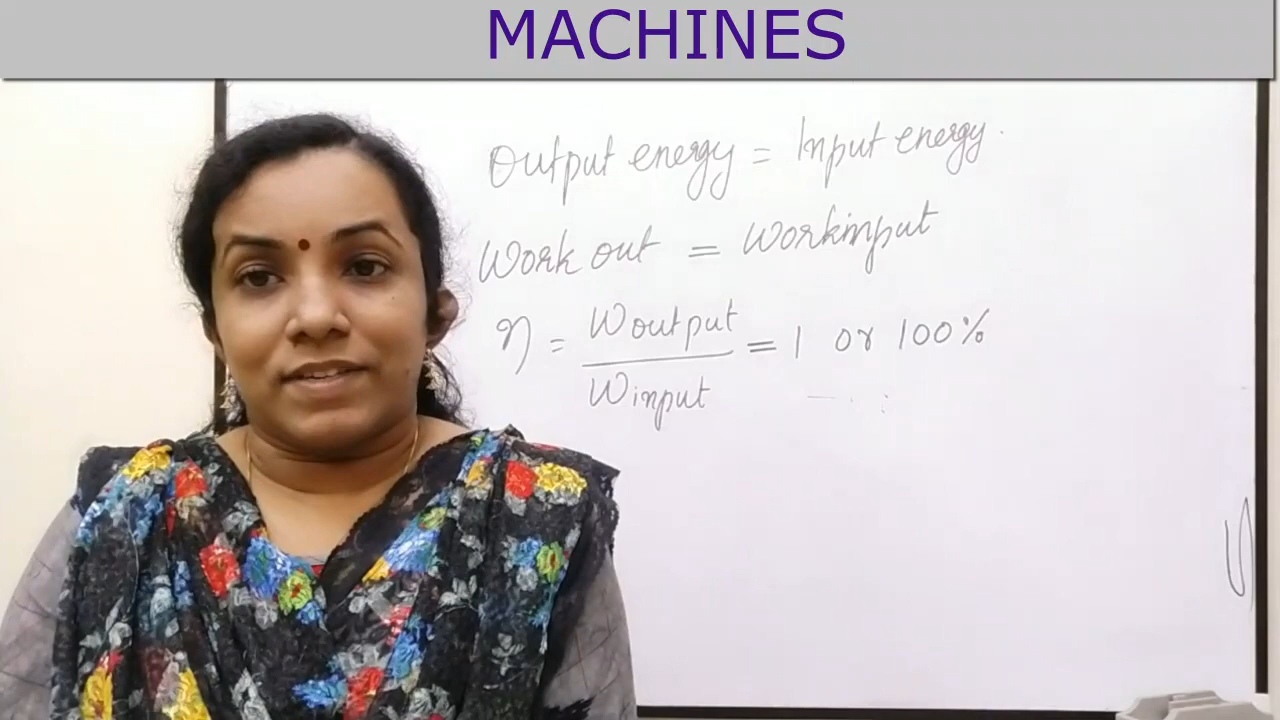 MACHINES
Output energy = Input energy.
Work out = Workinput
η = Woutput / Winput = 1 or 100%